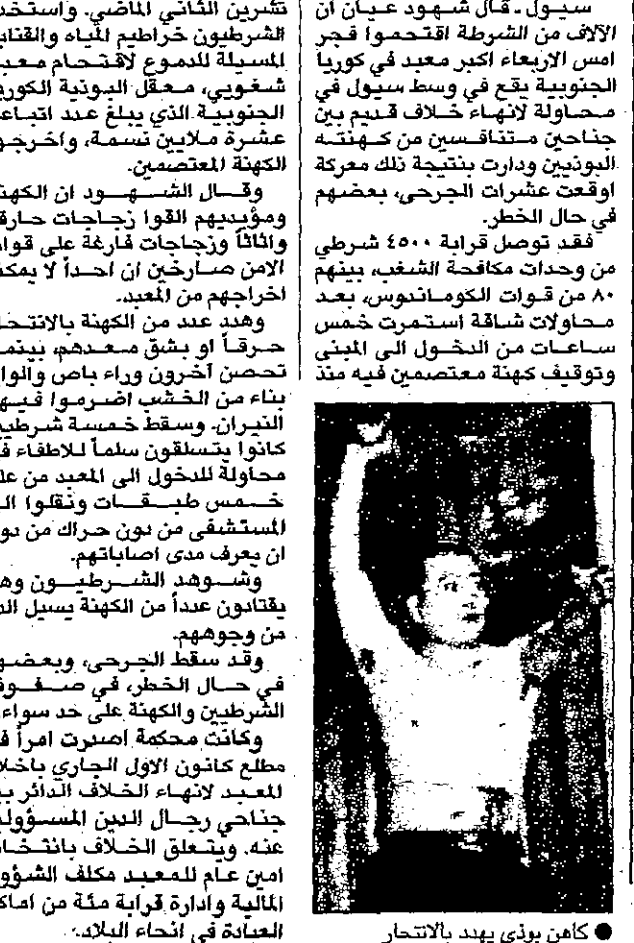 سيول ـ قال شهود عيان ان
الآلاف من الشرطة اقتحموا فجر
امس الاربعاء اكبر معبد في كوريا
الجنوبية يقع في وسط سيول في
محاولة لانهاء خلاف قديم بين
جناحين متنافسين من كهنته
البوذيين ودارت بنتيجة ذلك معركة
اوقعت عشرات الجرحى، بعضهم
في حال الخطر.
فقد توصل قرابة ٤٥٠٠ شرطي
من وحدات مكافحة الشغب، بينهم
٨٠ من قوات الكوماندوس، بعد
محاولات شاقة استمرت خمس
ساعات من الدخول الى المبنى
وتوقيف كهنة معتصمين فيه منذ
● كاهن بوذي يهدد بالانتحار
تشرين الثاني الماضي. واستخد
الشرطيون خراطيم المياه والقناب
المسيلة للدموع لاقتحام معب
شغويي، معقل البوذية الكوري
الجنوبية الذي يبلغ عدد اتباعه
عشرة ملايين نسمة، واخرجو
الكهنة المعتصمين.
وقال الشهود ان الكهنة
ومؤيديهم القوا زجاجات حارقة
واثاثاً وزجاجات فارغة على قوات
الامن صارخين ان احداً لا يمكنه
اخراجهم من المعبد.
وهدد عدد من الكهنة بالانتحار
حرقاً او بشق معدهم، بينما
تحصن آخرون وراء باص والواح
بناء من الخشب اضرموا فيها
النيران. وسقط خمسة شرطيين
كانوا يتسلقون سلماً للاطفاء في
محاولة للدخول الى المعبد من علو
خمس طبقات ونقلوا الى
المستشفى من دون حراك من دون
ان يعرف مدى اصاباتهم.
وشوهد الشرطيون وهم
يقتادون عدداً من الكهنة يسيل الدم
من وجوههم.
وقد سقط الجرحى، وبعضهم
في حال الخطر، في صفوف
الشرطيين والكهنة على حد سواء.
وكانت محكمة اصدرت امراً في
مطلع كانون الاول الجاري باخلاء
المعبد لانهاء الخلاف الدائر بين
جناحي رجال الدين المسؤولين
عنه. ويتعلق الخلاف بانتخاب
امين عام للمعبد مكلف الشؤون
المالية وادارة قرابة مئة من اماكن
العبادة في انحاء البلاد.